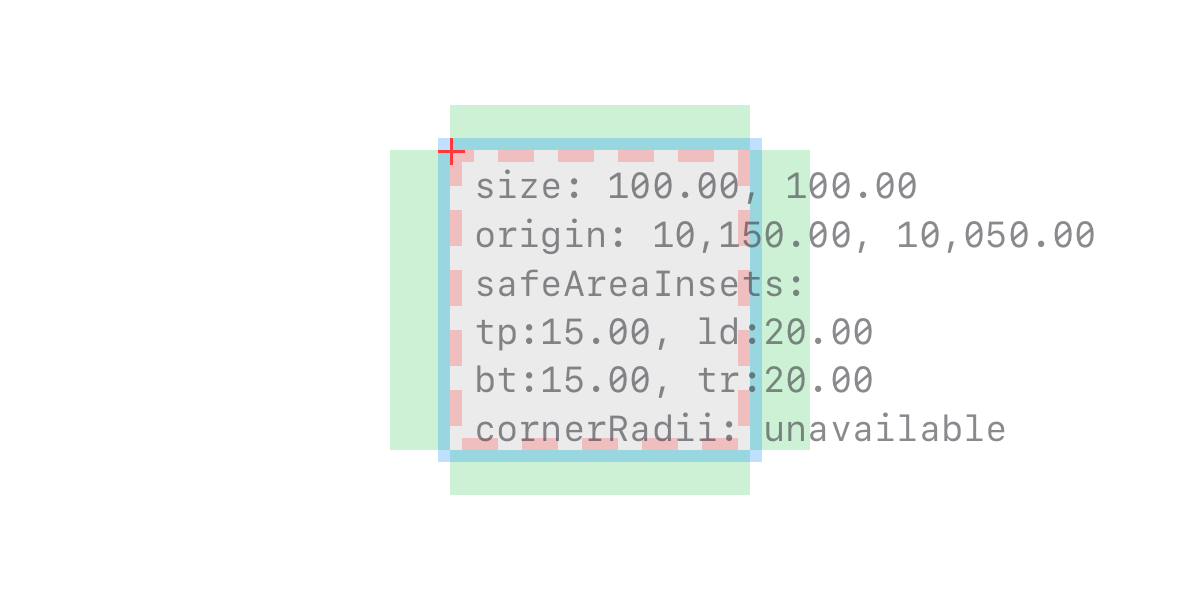 size: 100.00, 100.00
origin: 10,150.00, 10,050.00
safeAreaInsets:
tp:15.00, ld:20.00
bt:15.00, tr:20.00
cornerRadii: unavailable